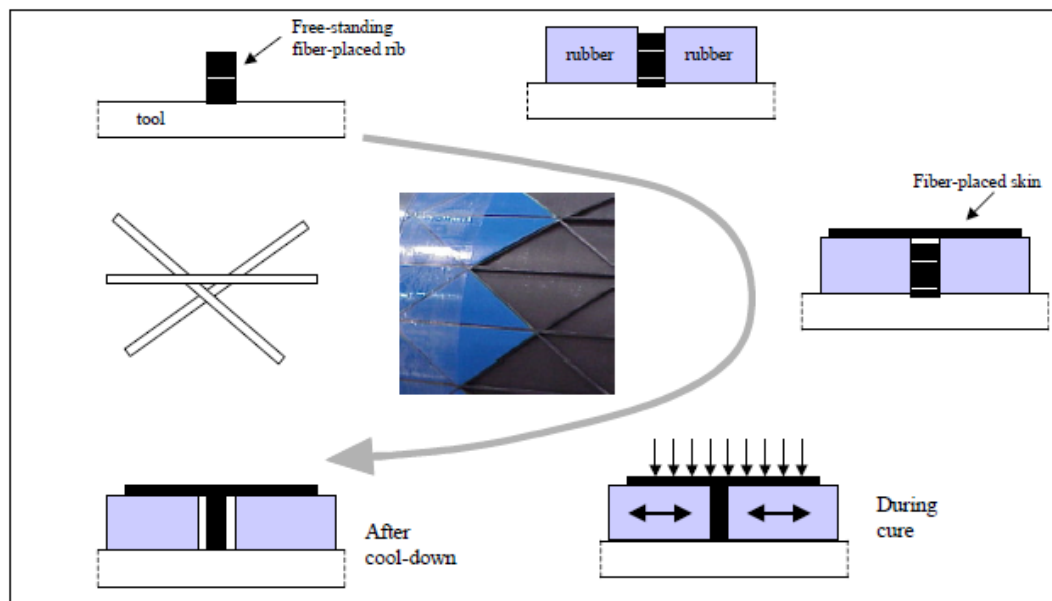 Free-standing
fiber-placed rib
tool
rubber
rubber
Fiber-placed skin
During
cure
After
cool-down